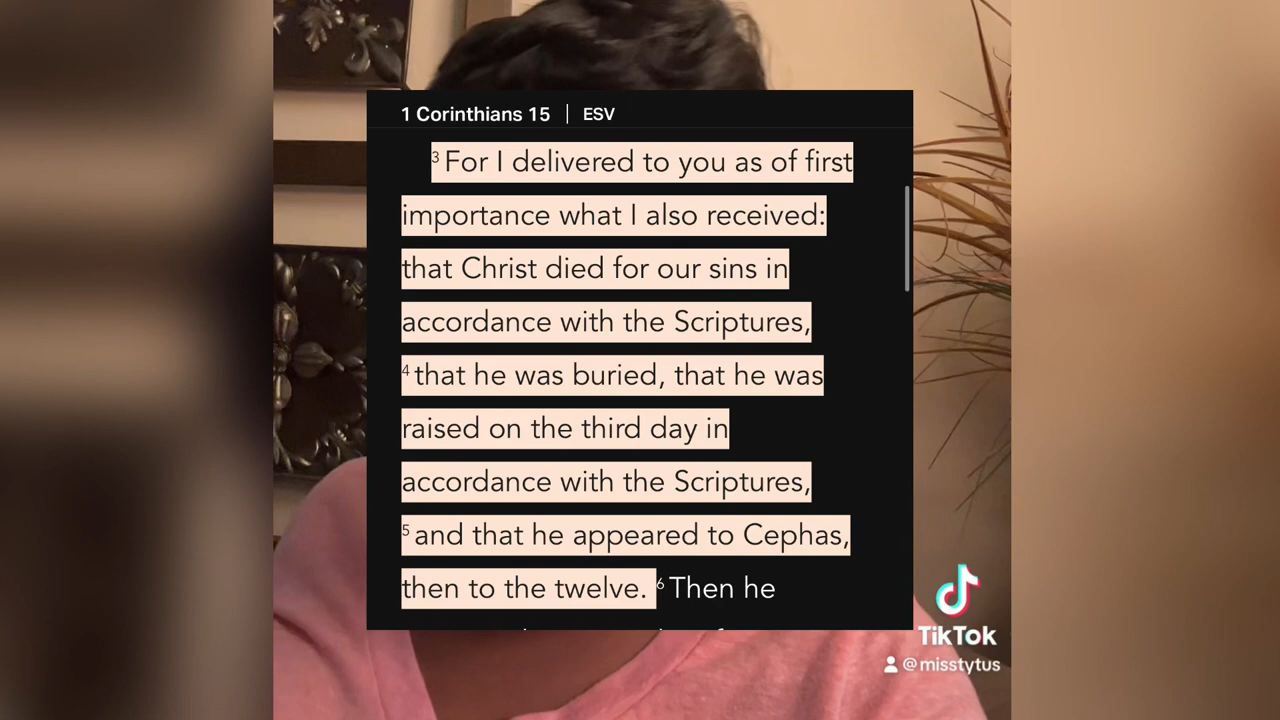 1 Corinthians 15 | ESV
3 For I delivered to you as of first
importance what I also received:
that Christ died for our sins in
accordance with the Scriptures,
4 that he was buried, that he was
raised on the third day in
accordance with the Scriptures,
5 and that he appeared to Cephas,
then to the twelve. 6 Then he
TikTok
@misstytus